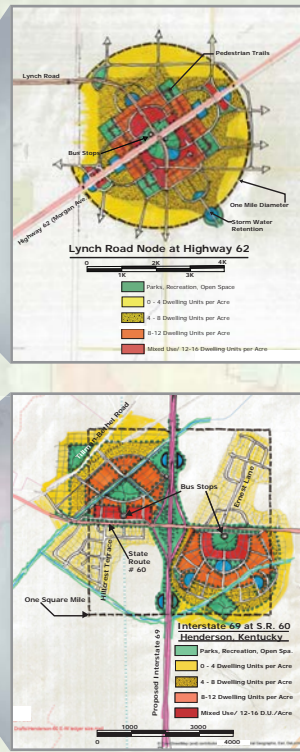 Pedestrian Trails
Lynch Road
Bus Stops
One Mile Diameter
Storm Water
Retention
Highway 62 (Morgan Ave
Lynch Road Node at Highway 62
0 2K 4K
1K 3K
Parks, Recreation, Open Space
0 - 4 Dwelling Units per Acre
4 - 8 Dwelling Units per Acre
8-12 Dwelling Units per Acre
Mixed Use/ 12-16 Dwelling Units per Acre
Road
Bus Stops
Ernest Lane
State
Route
# 60
Hillcrest Terrace
One Square Mile
Proposed Interstate 69
Interstate 69 at S.R. 60
Henderson, Kentucky
Parks, Recreation, Open Spa.
0 - 4 Dwelling Units per Acre
4 - 8 Dwelling Units per Acre
8-12 Dwelling Units per Acre
Mixed Use/ 12-16 D.U./Acre
1000 3000
0 2000 4000